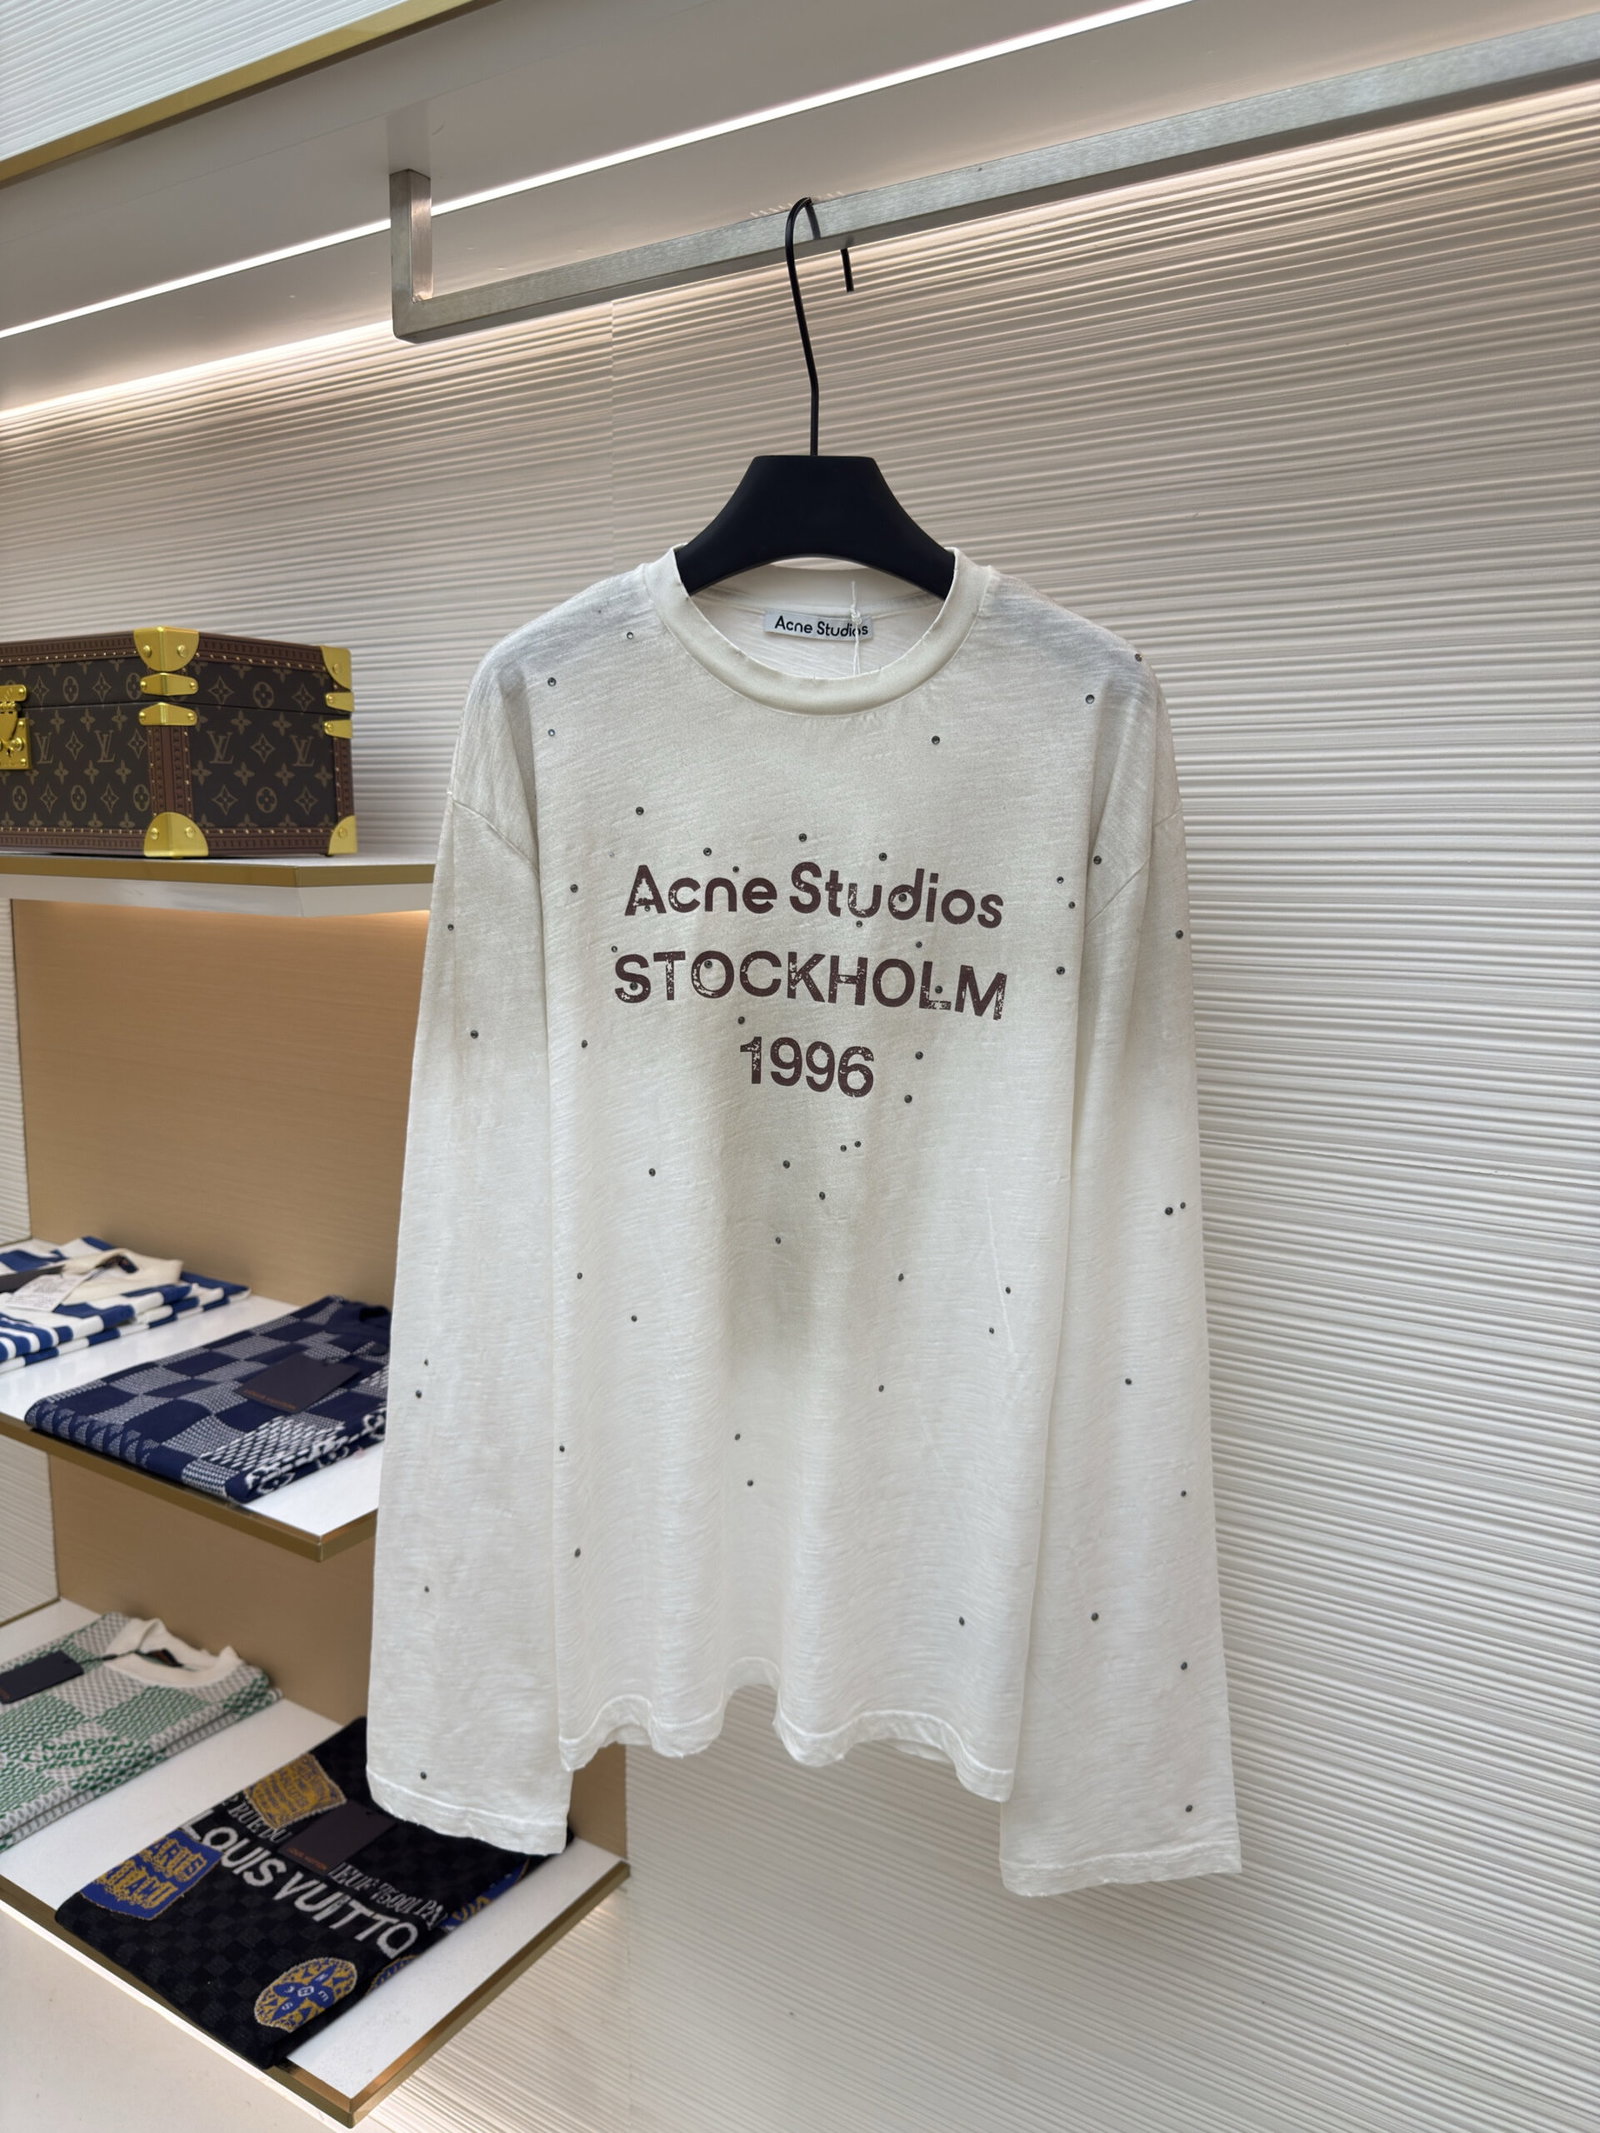 Acne Studios
Acne Studios
STOCKHOLM
1996
LOUIS VUITTO